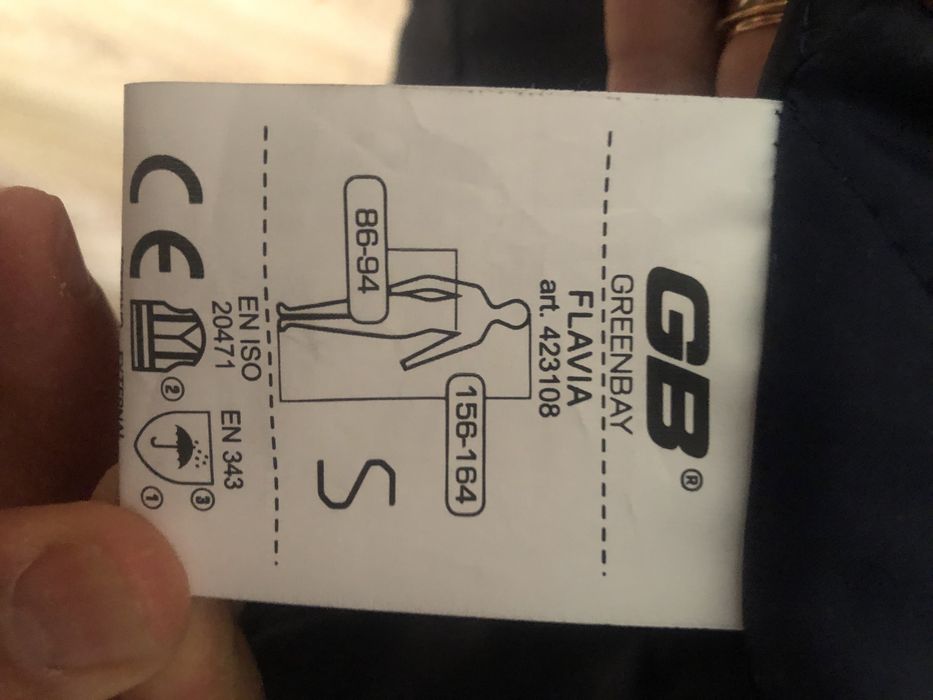 GB®
GREENBAY
FLAVIA
art. 423108
156-164
86-94
S
EN ISO
20471
EN 343
2
3
1
CE